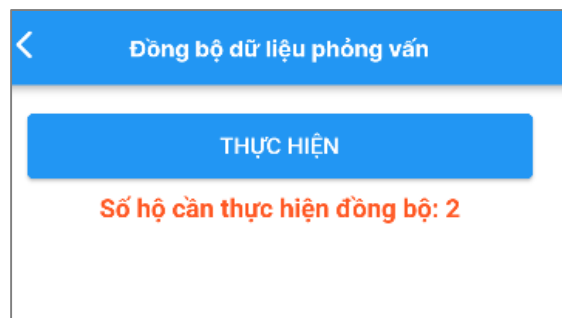 Đồng bộ dữ liệu phỏng vấn
THỰC HIỆN
Số hộ cần thực hiện đồng bộ: 2